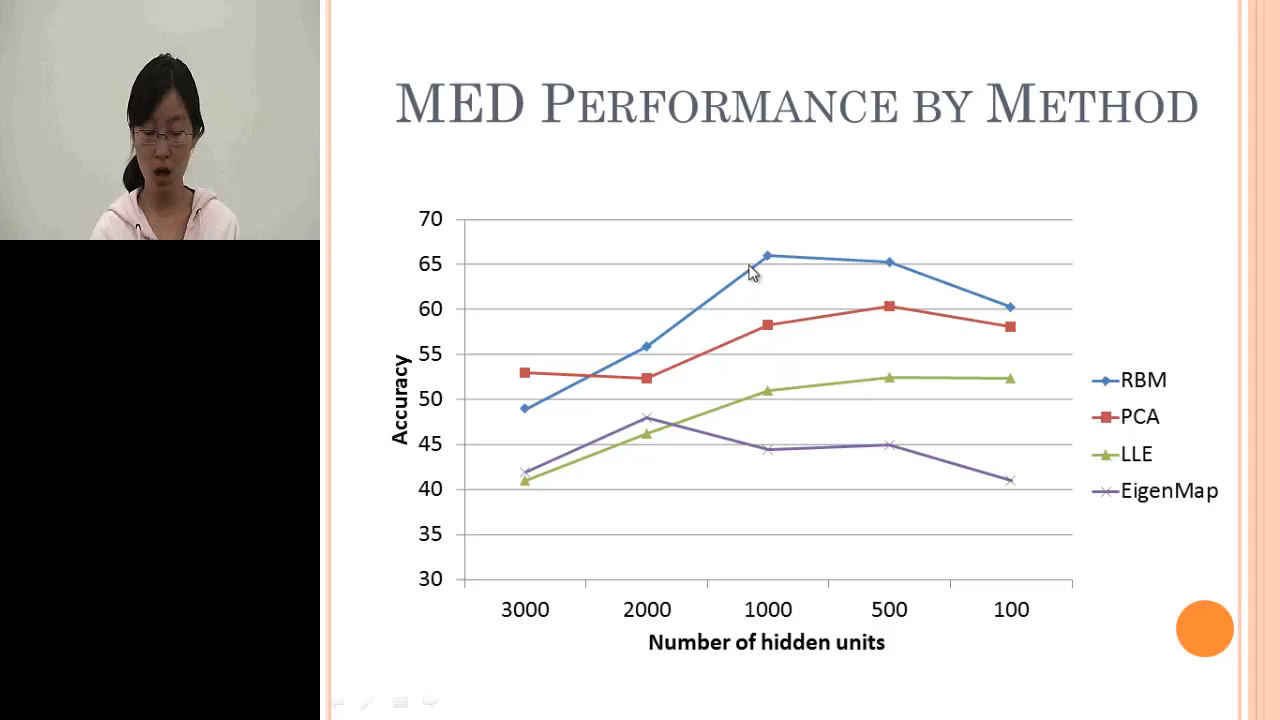 MED PERFORMANCE BY METHOD
70
65
60
55
50
45
40
35
30
Accuracy
3000 2000 1000 500 100
Number of hidden units
RBM
PCA
LLE
EigenMap